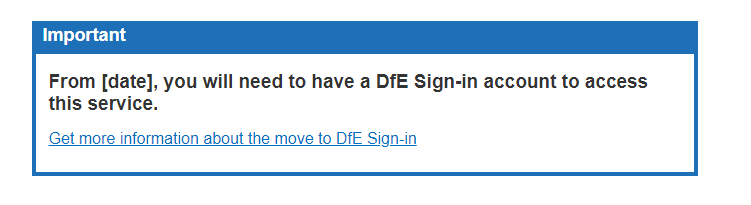 Important
From [date], you will need to have a DfE Sign-in account to access
this service.
Get more information about the move to DfE Sign-in